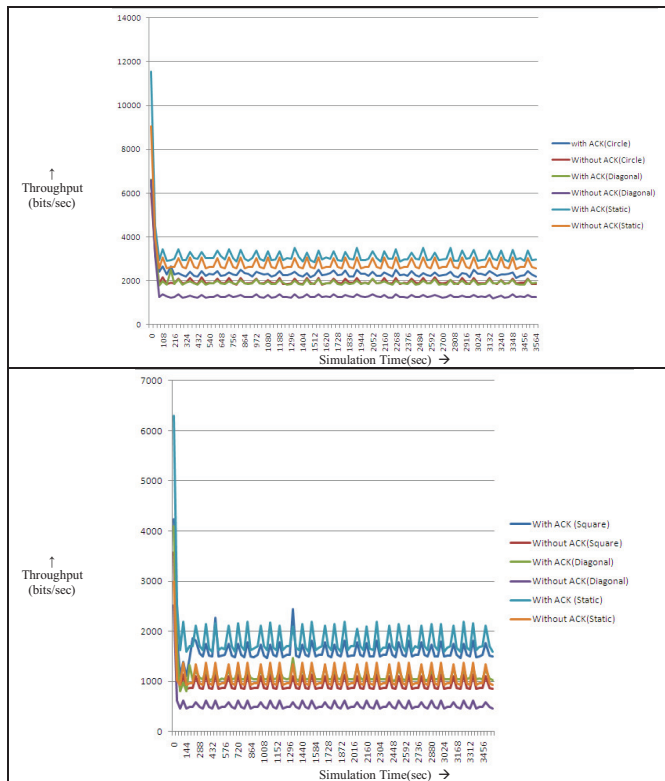 14000
12000
10000
8000
6000
4000
2000
0
↑
Throughput
(bits/sec)
with ACK(Circle)
Without ACK(Circle)
With ACK(Diagonal)
Without ACK(Diagonal)
With ACK(Static)
Without ACK(Static)
0 108 216 324 432 540 648 756 864 972 1080 1188 1296 1404 1512 1620 1728 1836 1944 2052 2160 2268 2376 2484 2592 2700 2808 2916 3024 3132 3240 3348 3456 3564
Simulation Time(sec) →
7000
6000
5000
4000
3000
2000
1000
0
↑
Throughput
(bits/sec)
With ACK (Square)
Without ACK(Square)
With ACK(Diagonal)
Without ACK(Diagonal)
With ACK (Static)
Without ACK(Static)
0 144 288 432 576 720 864 1008 1152 1296 1440 1584 1728 1872 2016 2160 2304 2448 2592 2736 2880 3024 3168 3312 3456
Simulation Time(sec) →